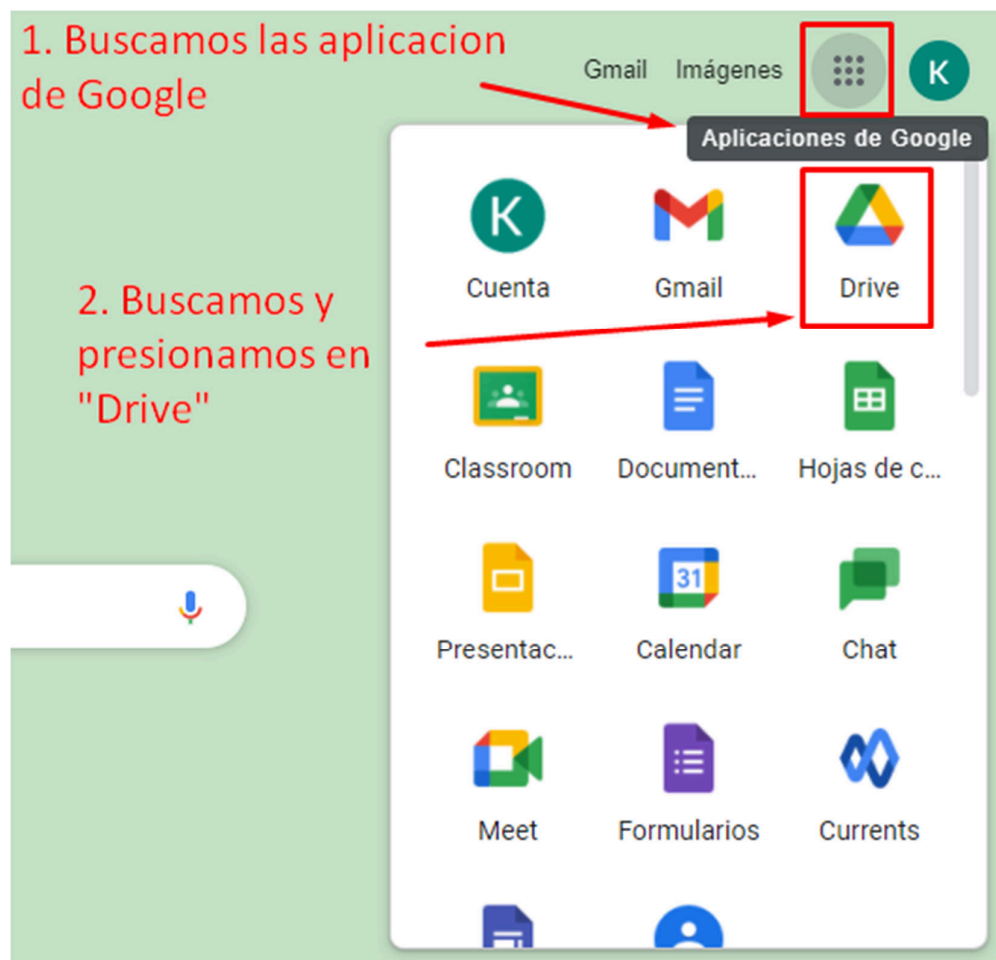 1. Buscamos las aplicacion
de Google
Gmail Imágenes
K
Aplicaciones de Google
K
Cuenta Gmail Drive
2. Buscamos y
presionamos en
"Drive"
Classroom Document... Hojas de c...
31
Presentac... Calendar Chat
Meet Formularios Currents